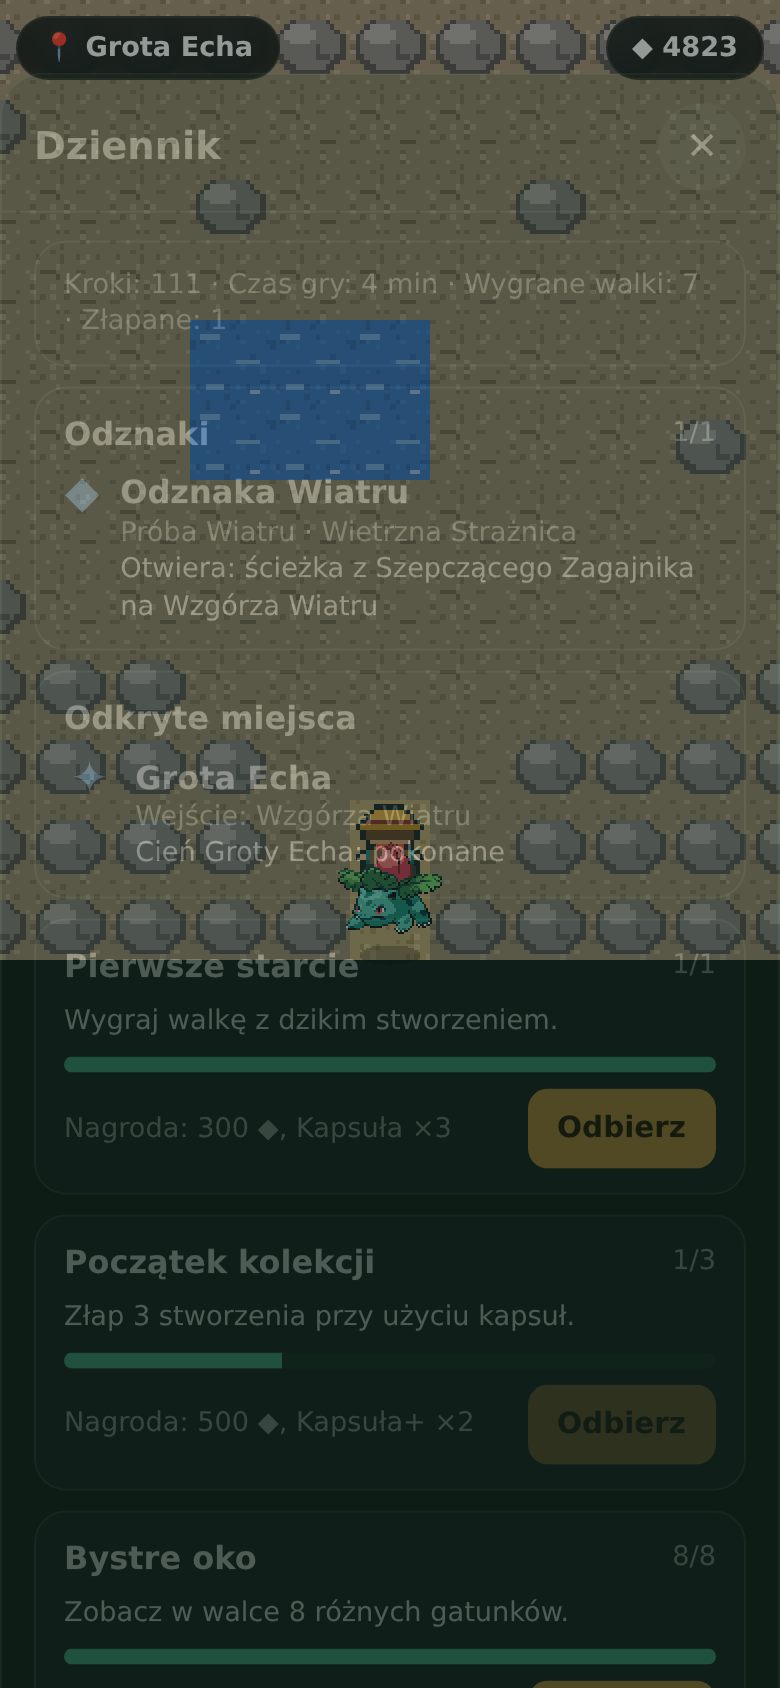 Grota Echa
◆ 4823
Dziennik
✕
Kroki: 111 · Czas gry: 4 min · Wygrane walki: 7
· Złapane: 1
Odznaki
1/1
Odznaka Wiatru
Próba Wiatru · Wietrzna Strażnica
Otwiera: ścieżka z Szepczącego Zagajnika
na Wzgórza Wiatru
Odkryte miejsca
Grota Echa
Wejście: Wzgórza Wiatru
Cień Groty Echa: pokonane
Pierwsze starcie
1/1
Wygraj walkę z dzikim stworzeniem.
Nagroda: 300 ◆, Kapsuła ×3
Odbierz
Początek kolekcji
1/3
Złap 3 stworzenia przy użyciu kapsuł.
Nagroda: 500 ◆, Kapsuła+ ×2
Odbierz
Bystre oko
8/8
Zobacz w walce 8 różnych gatunków.